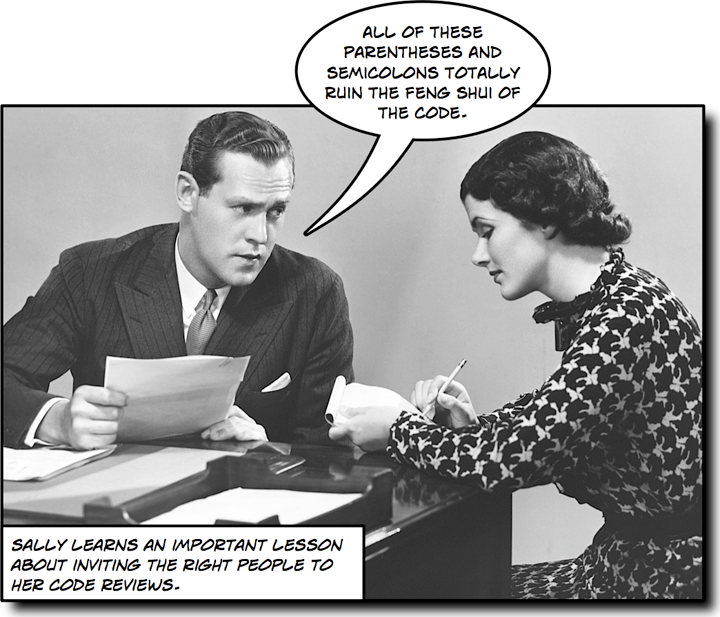 ALL OF THESE
PARENTHESES AND
SEMICOLONS TOTALLY
RUIN THE FENG SHUI OF
THE CODE.
SALLY LEARNS AN IMPORTANT LESSON
ABOUT INVITING THE RIGHT PEOPLE TO
HER CODE REVIEWS.